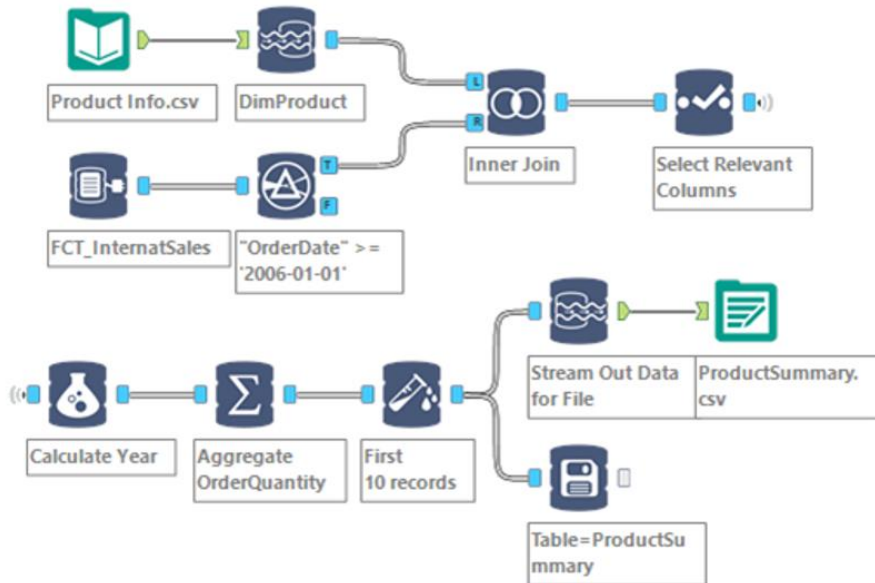 Product Info.csv
DimProduct
L
R
Inner Join
Select Relevant
Columns
FCT_InternatSales
T
F
"OrderDate" >=
'2006-01-01'
Calculate Year
Aggregate
OrderQuantity
First
10 records
Stream Out Data
for File
ProductSummary.
csv
Table=ProductSu
mmary